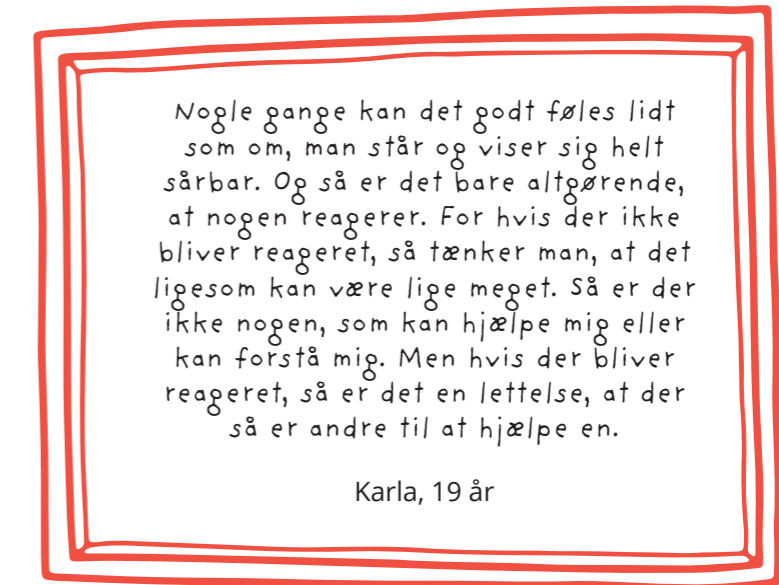 Nogle gange kan det godt føles lidt
som om, man står og viser sig helt
sårbar. Og så er det bare altgørende,
at nogen reagerer. For hvis der ikke
bliver reageret, så tænker man, at det
ligesom kan være lige meget. Så er der
ikke nogen, som kan hjælpe mig eller
kan forstå mig. Men hvis der bliver
reageret, så er det en lettelse, at der
så er andre til at hjælpe en.
Karla, 19 år